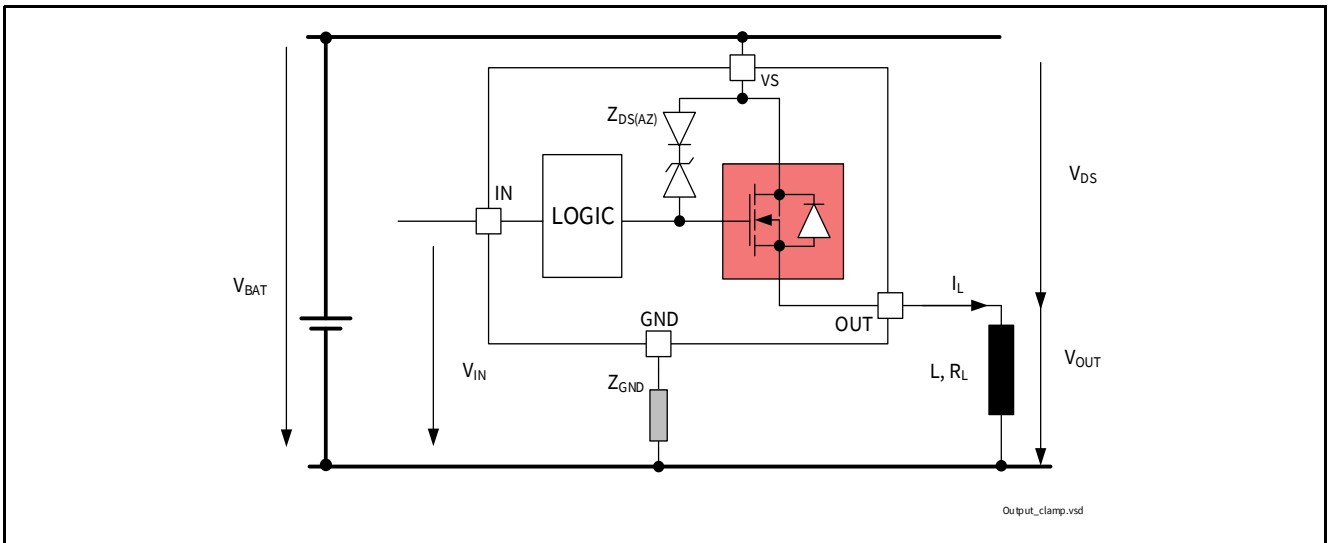 VS
Z_DS(AZ)
V_DS
IN
LOGIC
V_BAT
I_L
OUT
GND
V_OUT
V_IN
L, R_L
Z_GND
Output_clamp.vsd